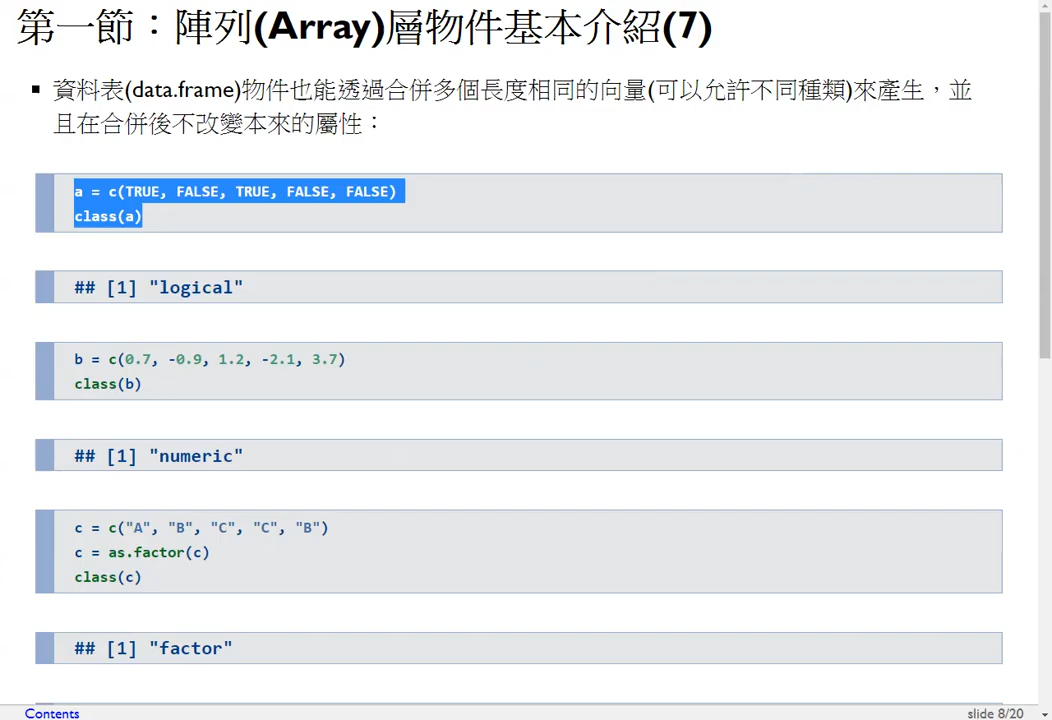 第一節：陣列(Array)層物件基本介紹(7)
▪ 資料表(data.frame)物件也能透過合併多個長度相同的向量(可以允許不同種類)來產生，並
且在合併後不改變本來的屬性：
a = c(TRUE, FALSE, TRUE, FALSE, FALSE)
class(a)
## [1] "logical"
b = c(0.7, -0.9, 1.2, -2.1, 3.7)
class(b)
## [1] "numeric"
c = c("A", "B", "C", "C", "B")
c = as.factor(c)
class(c)
## [1] "factor"
Contents
slide 8/20